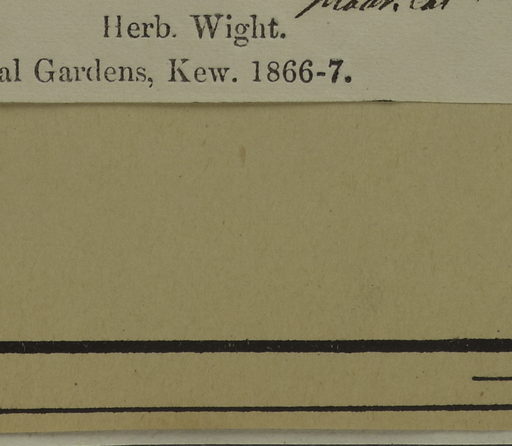 Herb. Wight.
al Gardens, Kew. 1866-7.